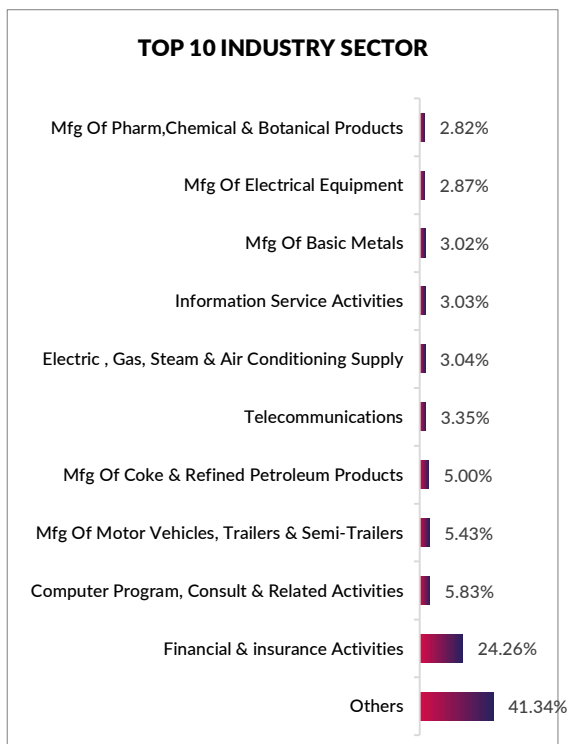 TOP 10 INDUSTRY SECTOR
Mfg Of Pharm,Chemical & Botanical Products 2.82%
Mfg Of Electrical Equipment 2.87%
Mfg Of Basic Metals 3.02%
Information Service Activities 3.03%
Electric , Gas, Steam & Air Conditioning Supply 3.04%
Telecommunications 3.35%
Mfg Of Coke & Refined Petroleum Products 5.00%
Mfg Of Motor Vehicles, Trailers & Semi-Trailers 5.43%
Computer Program, Consult & Related Activities 5.83%
Financial & insurance Activities 24.26%
Others 41.34%